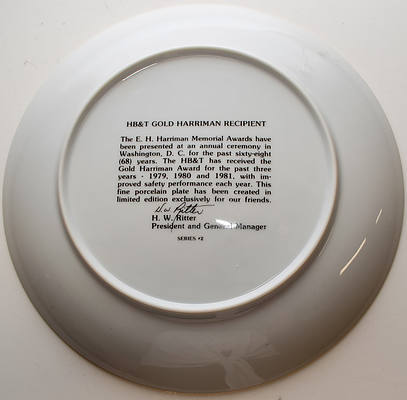 HB&T GOLD HARRIMAN RECIPIENT
The E. H. Harriman Memorial Awards have
been presented at an annual ceremony in
Washington, D. C. for the past sixty-eight
(68) years. The HB&T has received the
Gold Harriman Award for the past three
years - 1979, 1980 and 1981, with im-
proved safety performance each year. This
fine porcelain plate has been created in
limited edition exclusively for our friends.
H.W. Ritter
H. W. Ritter
President and General Manager
SERIES #2